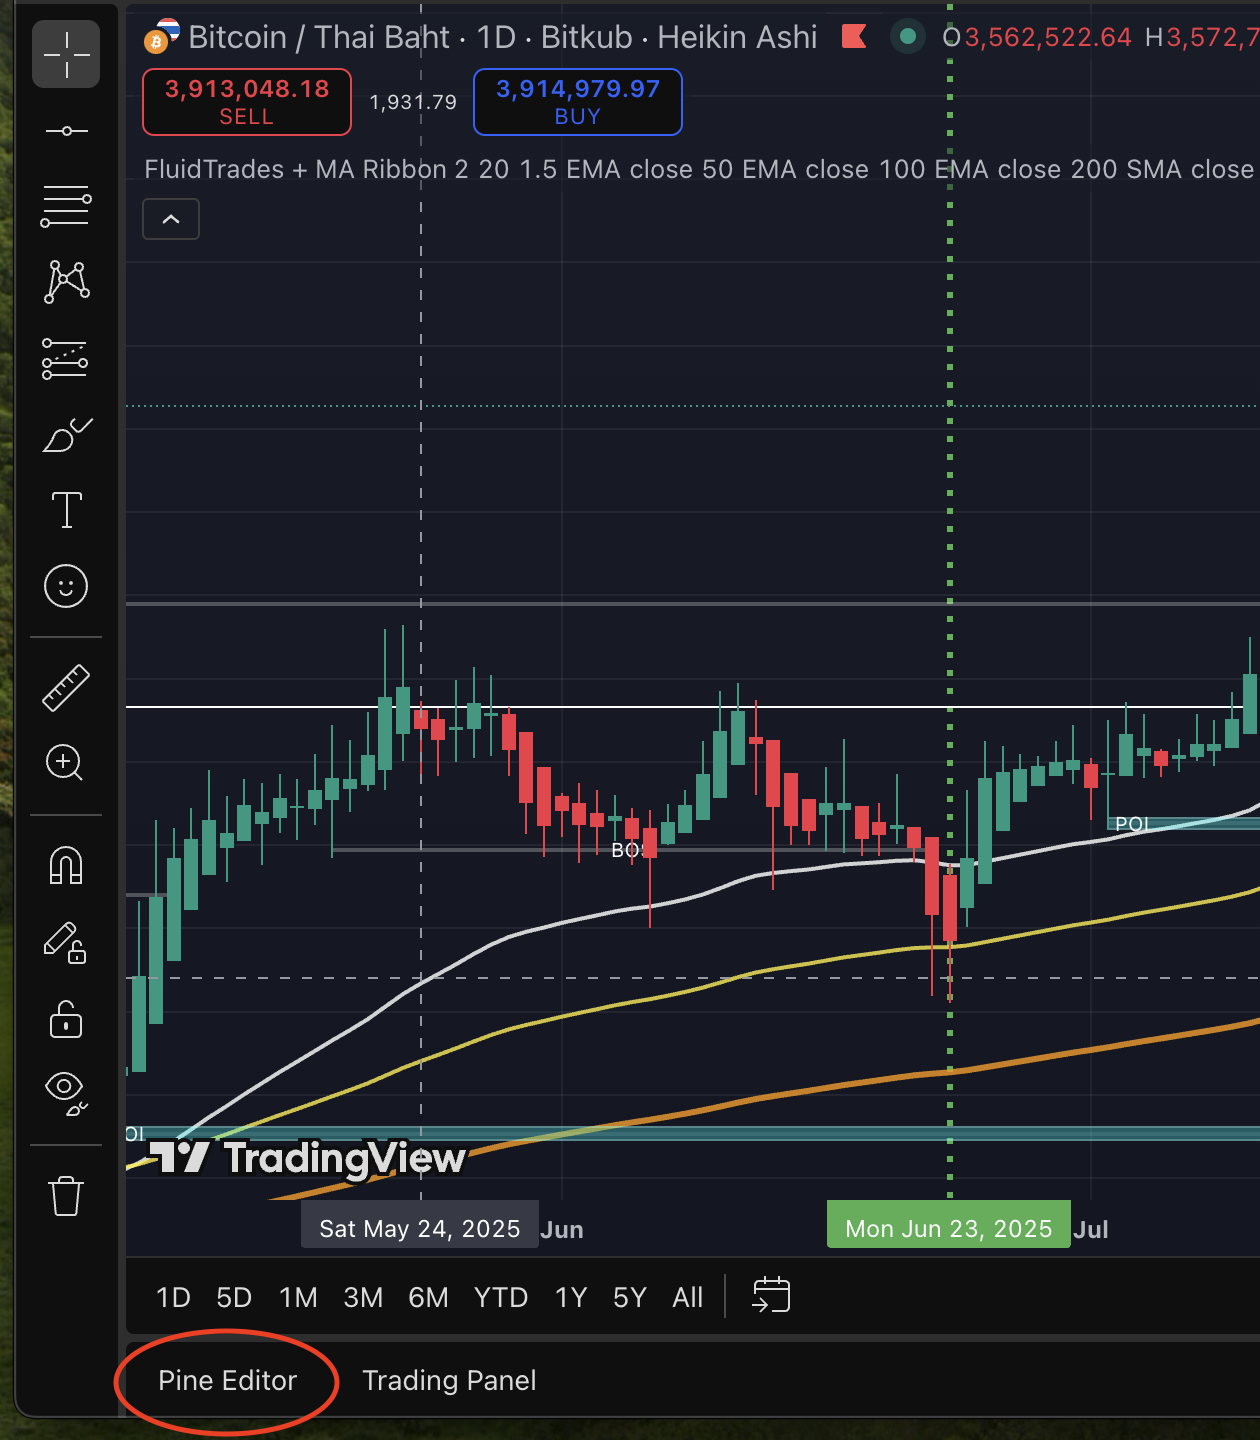 Bitcoin / Thai Baht · 1D · Bitkub · Heikin Ashi O3,562,522.64 H3,572,7
3,913,048.18 1,931.79 3,914,979.97
SELL BUY
FluidTrades + MA Ribbon 2 20 1.5 EMA close 50 EMA close 100 EMA close 200 SMA close
POI
BOS
OI
TradingView
Sat May 24, 2025 Jun Mon Jun 23, 2025 Jul
1D 5D 1M 3M 6M YTD 1Y 5Y All
Pine Editor Trading Panel